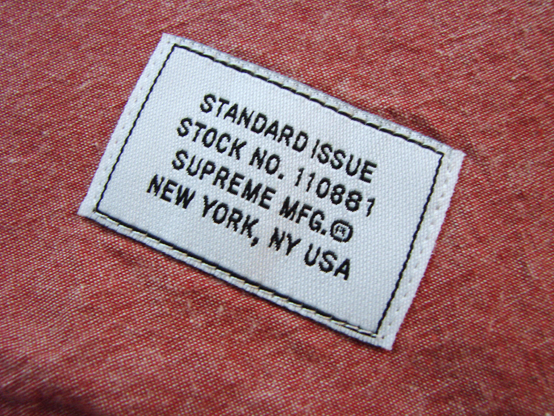 STANDARD ISSUE
STOCK NO. 110881
SUPREME MFG.®
NEW YORK, NY USA